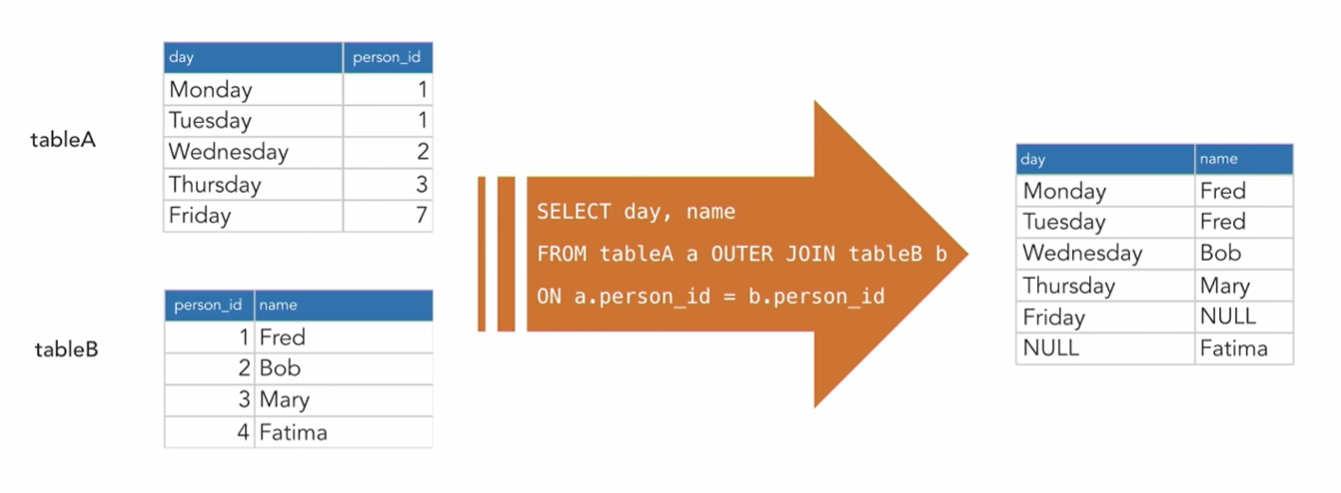 tableA
day person_id
Monday 1
Tuesday 1
Wednesday 2
Thursday 3
Friday 7
tableB
person_id name
1 Fred
2 Bob
3 Mary
4 Fatima
SELECT day, name
FROM tableA a OUTER JOIN tableB b
ON a.person_id = b.person_id
day name
Monday Fred
Tuesday Fred
Wednesday Bob
Thursday Mary
Friday NULL
NULL Fatima